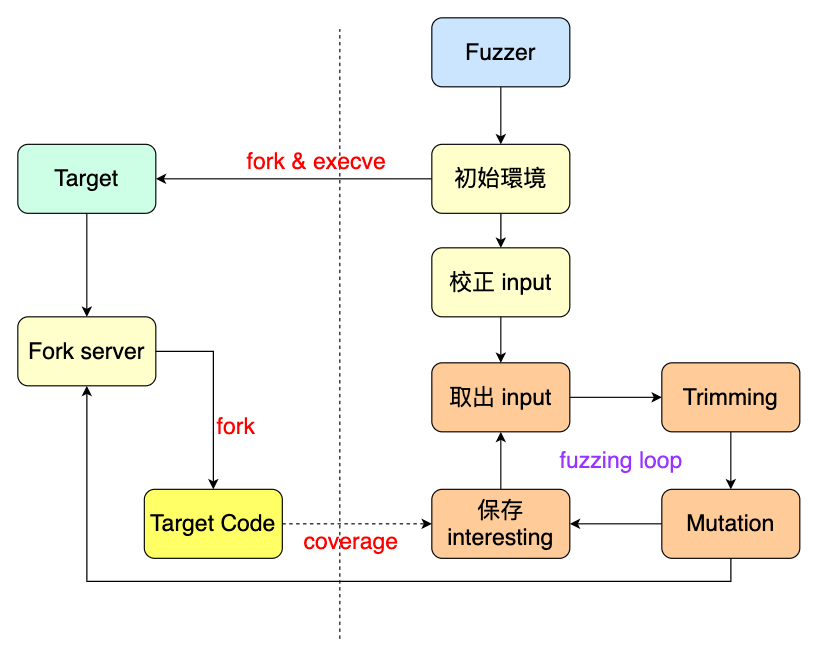 Fuzzer
fork & execve
Target
初始環境
校正 input
Fork server
取出 input
Trimming
fork
fuzzing loop
Target Code
coverage
保存
interesting
Mutation